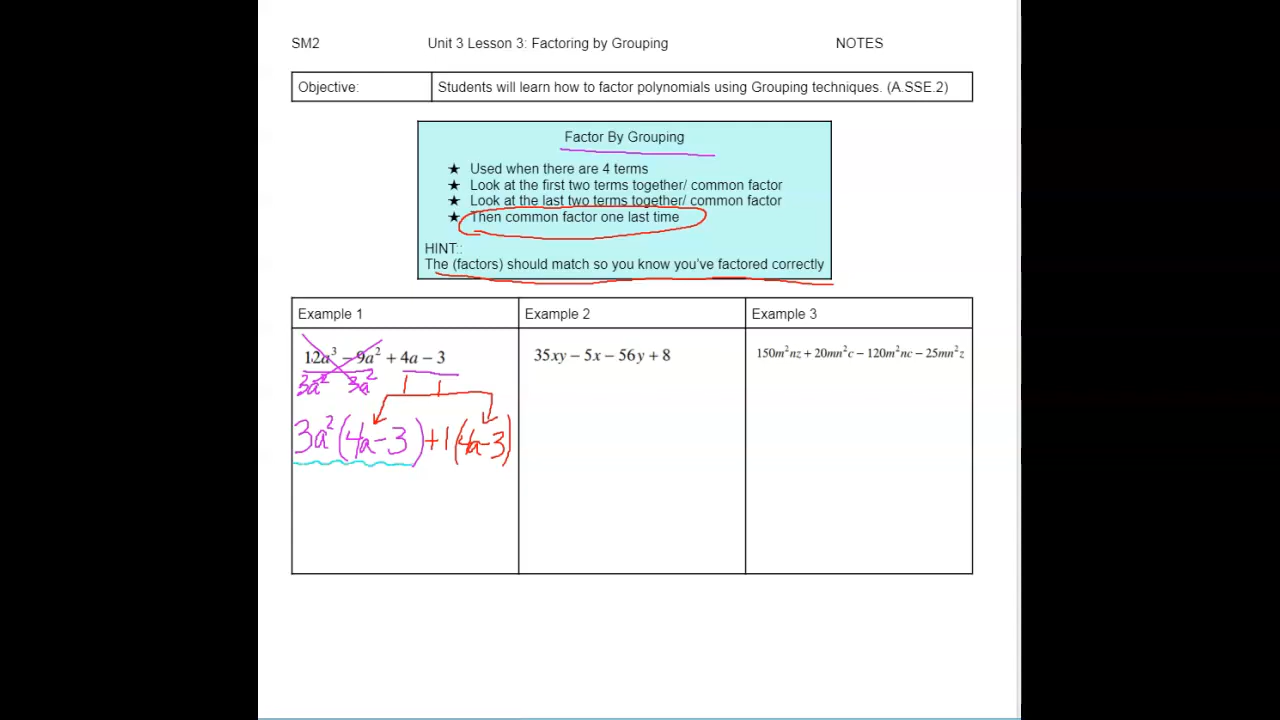 SM2 Unit 3 Lesson 3: Factoring by Grouping NOTES
Objective: Students will learn how to factor polynomials using Grouping techniques. (A.SSE.2)
Factor By Grouping
★ Used when there are 4 terms
★ Look at the first two terms together/ common factor
★ Look at the last two terms together/ common factor
★ Then common factor one last time
HINT::
The (factors) should match so you know you've factored correctly
Example 1 Example 2 Example 3
12a³ − 9a² + 4a − 3 35xy − 5x − 56y + 8 150m²nz + 20mn²c − 120m²nc − 25mn²z
3a² 3a² 1 1
3a²(4a−3)+1(4a−3)